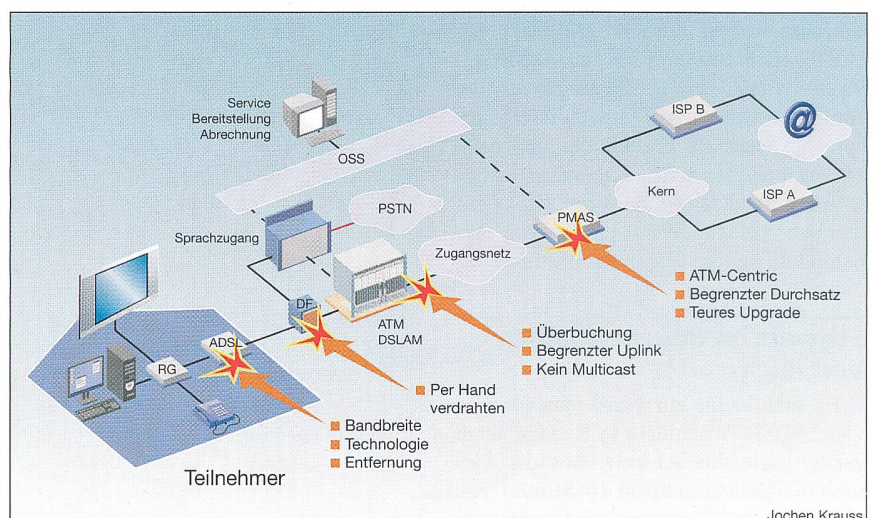 Service
Bereitstellung
Abrechnung
OSS
ISP B
@
Kern
ISP A
PSTN
PMAS
Sprachzugang
Zugangsnetz
DF
ATM
DSLAM
ADSL
RG
ATM-Centric
Begrenzter Durchsatz
Teures Upgrade
Überbuchung
Begrenzter Uplink
Kein Multicast
Per Hand
verdrahten
Bandbreite
Technologie
Entfernung
Teilnehmer
Jochen Krauss